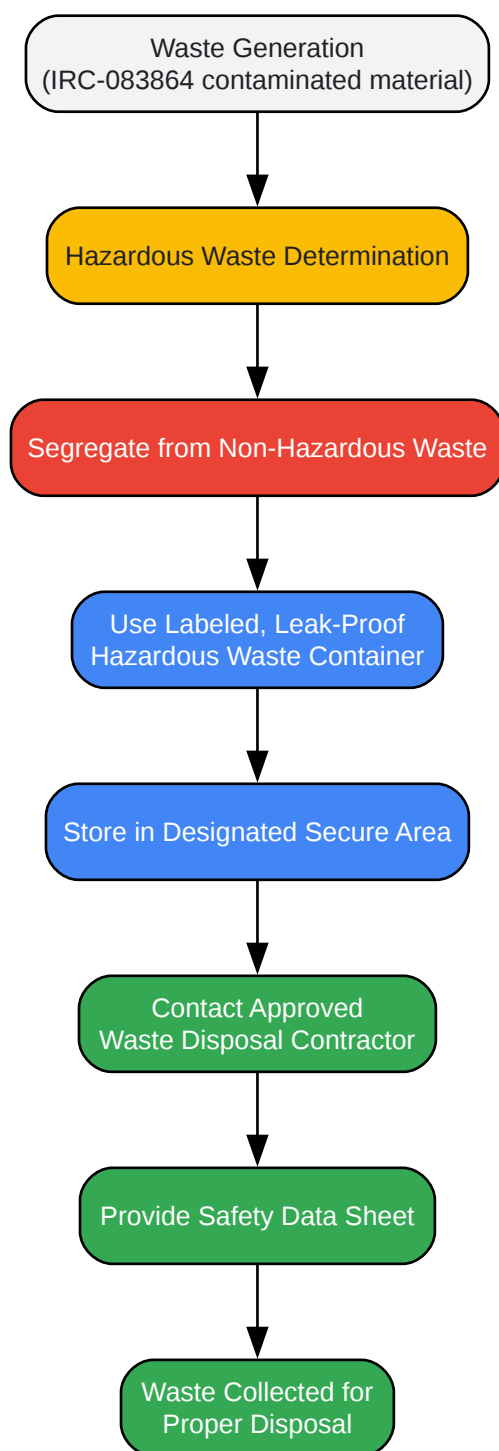 Waste Generation
(IRC-083864 contaminated material)
Hazardous Waste Determination
Segregate from Non-Hazardous Waste
Use Labeled, Leak-Proof
Hazardous Waste Container
Store in Designated Secure Area
Contact Approved
Waste Disposal Contractor
Provide Safety Data Sheet
Waste Collected for
Proper Disposal